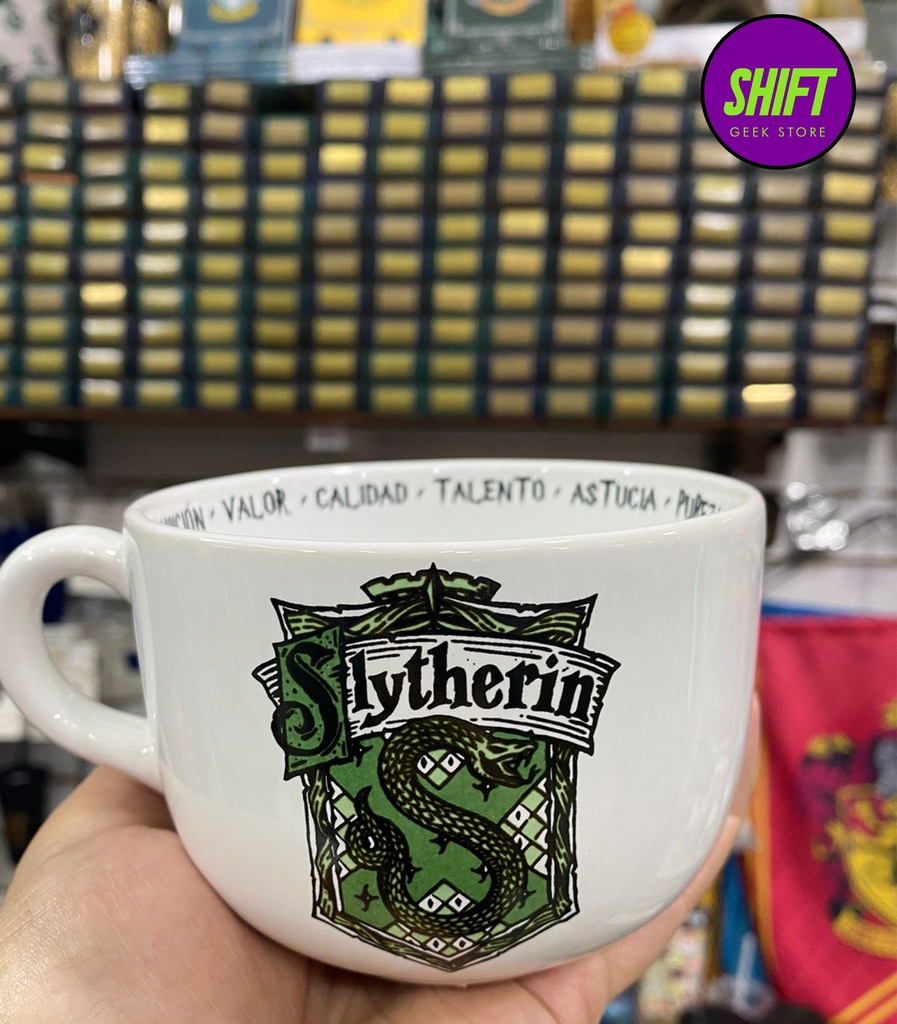 SHIFT
GEEK STORE
VALOR · CALIDAD · TALENTO · ASTUCIA ·
Slytherin